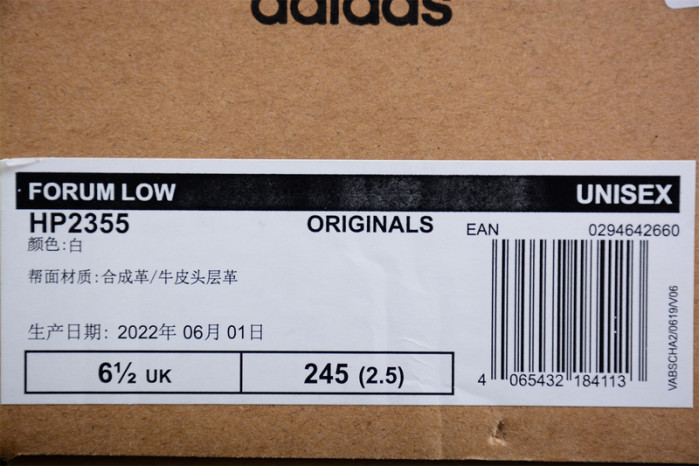 adidas
FORUM LOW UNISEX
HP2355 ORIGINALS EAN 0294642660
颜色:白
帮面材质:合成革/牛皮头层革
生产日期: 2022年 06月 01日
6½ UK 245 (2.5)
4 065432 184113
VABSCHA2/0619/V06